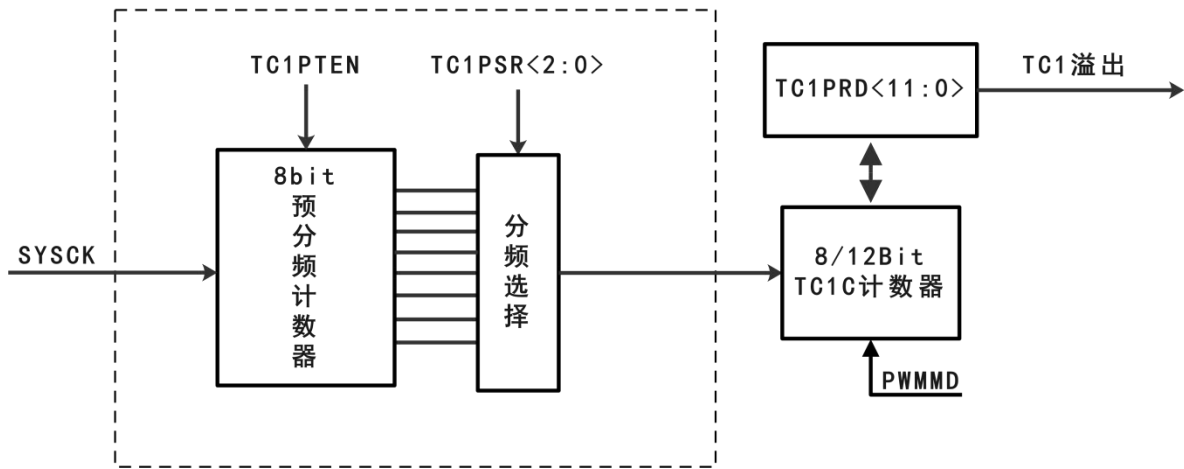 TC1PTEN
TC1PSR<2:0>
TC1PRD<11:0>
TC1溢出
SYSCK
8bit
预
分
频
计
数
器
分
频
选
择
8/12Bit
TC1C计数器
PWMMD